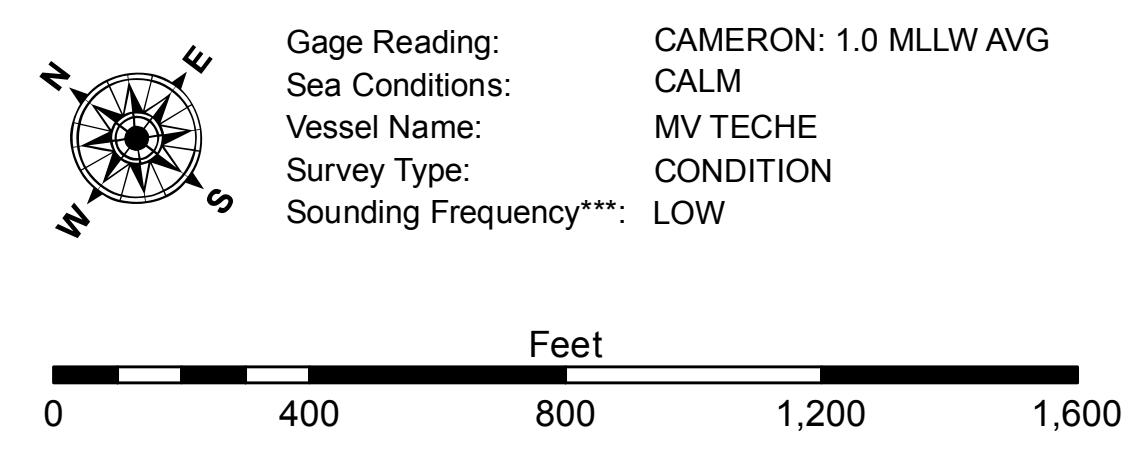 N
E
W
S
Gage Reading: CAMERON: 1.0 MLLW AVG
Sea Conditions: CALM
Vessel Name: MV TECHE
Survey Type: CONDITION
Sounding Frequency***: LOW
Feet
0 400 800 1,200 1,600